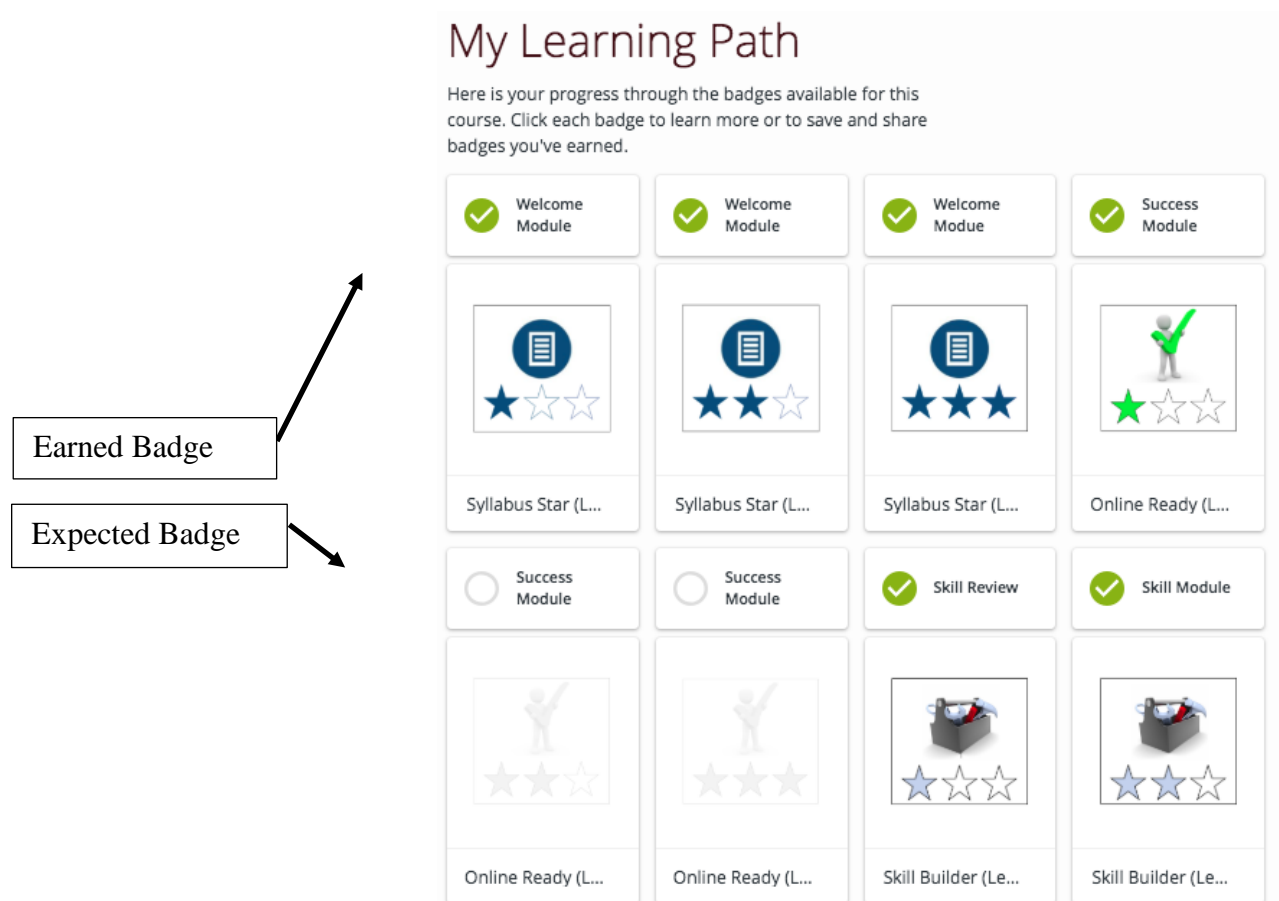 My Learning Path
Here is your progress through the badges available for this
course. Click each badge to learn more or to save and share
badges you've earned.
Welcome
Module
Welcome
Module
Welcome
Modue
Success
Module
Earned Badge
Expected Badge
Syllabus Star (L...
Syllabus Star (L...
Syllabus Star (L...
Online Ready (L...
Success
Module
Success
Module
Skill Review
Skill Module
Online Ready (L...
Online Ready (L...
Skill Builder (Le...
Skill Builder (Le...